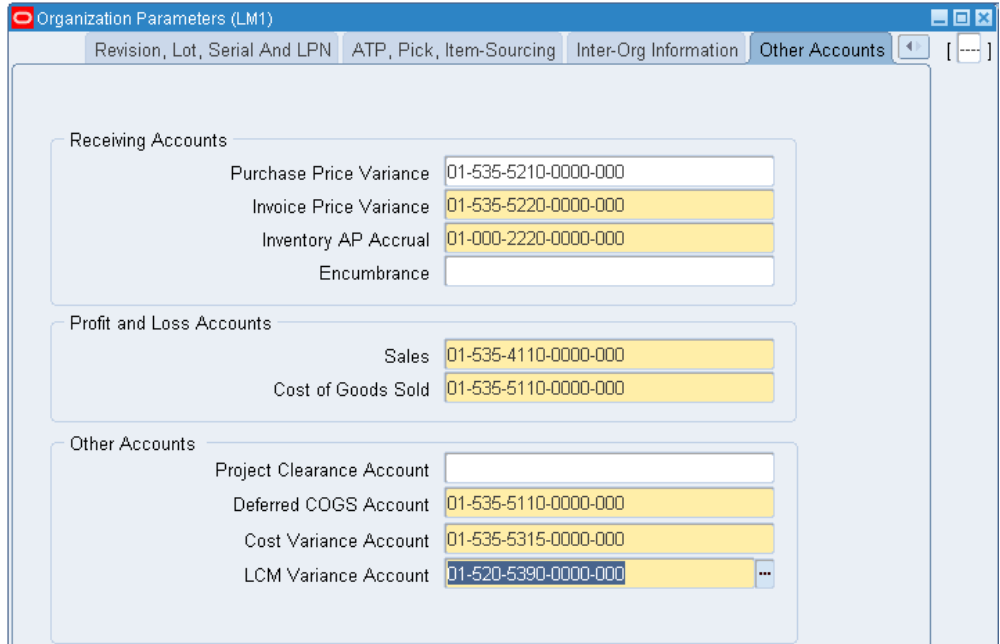 Organization Parameters (LM1)
Revision, Lot, Serial And LPN ATP, Pick, Item-Sourcing Inter-Org Information Other Accounts [ ---- ]
Receiving Accounts
Purchase Price Variance 01-535-5210-0000-000
Invoice Price Variance 01-535-5220-0000-000
Inventory AP Accrual 01-000-2220-0000-000
Encumbrance
Profit and Loss Accounts
Sales 01-535-4110-0000-000
Cost of Goods Sold 01-535-5110-0000-000
Other Accounts
Project Clearance Account
Deferred COGS Account 01-535-5110-0000-000
Cost Variance Account 01-535-5315-0000-000
LCM Variance Account 01-520-5390-0000-000 ...